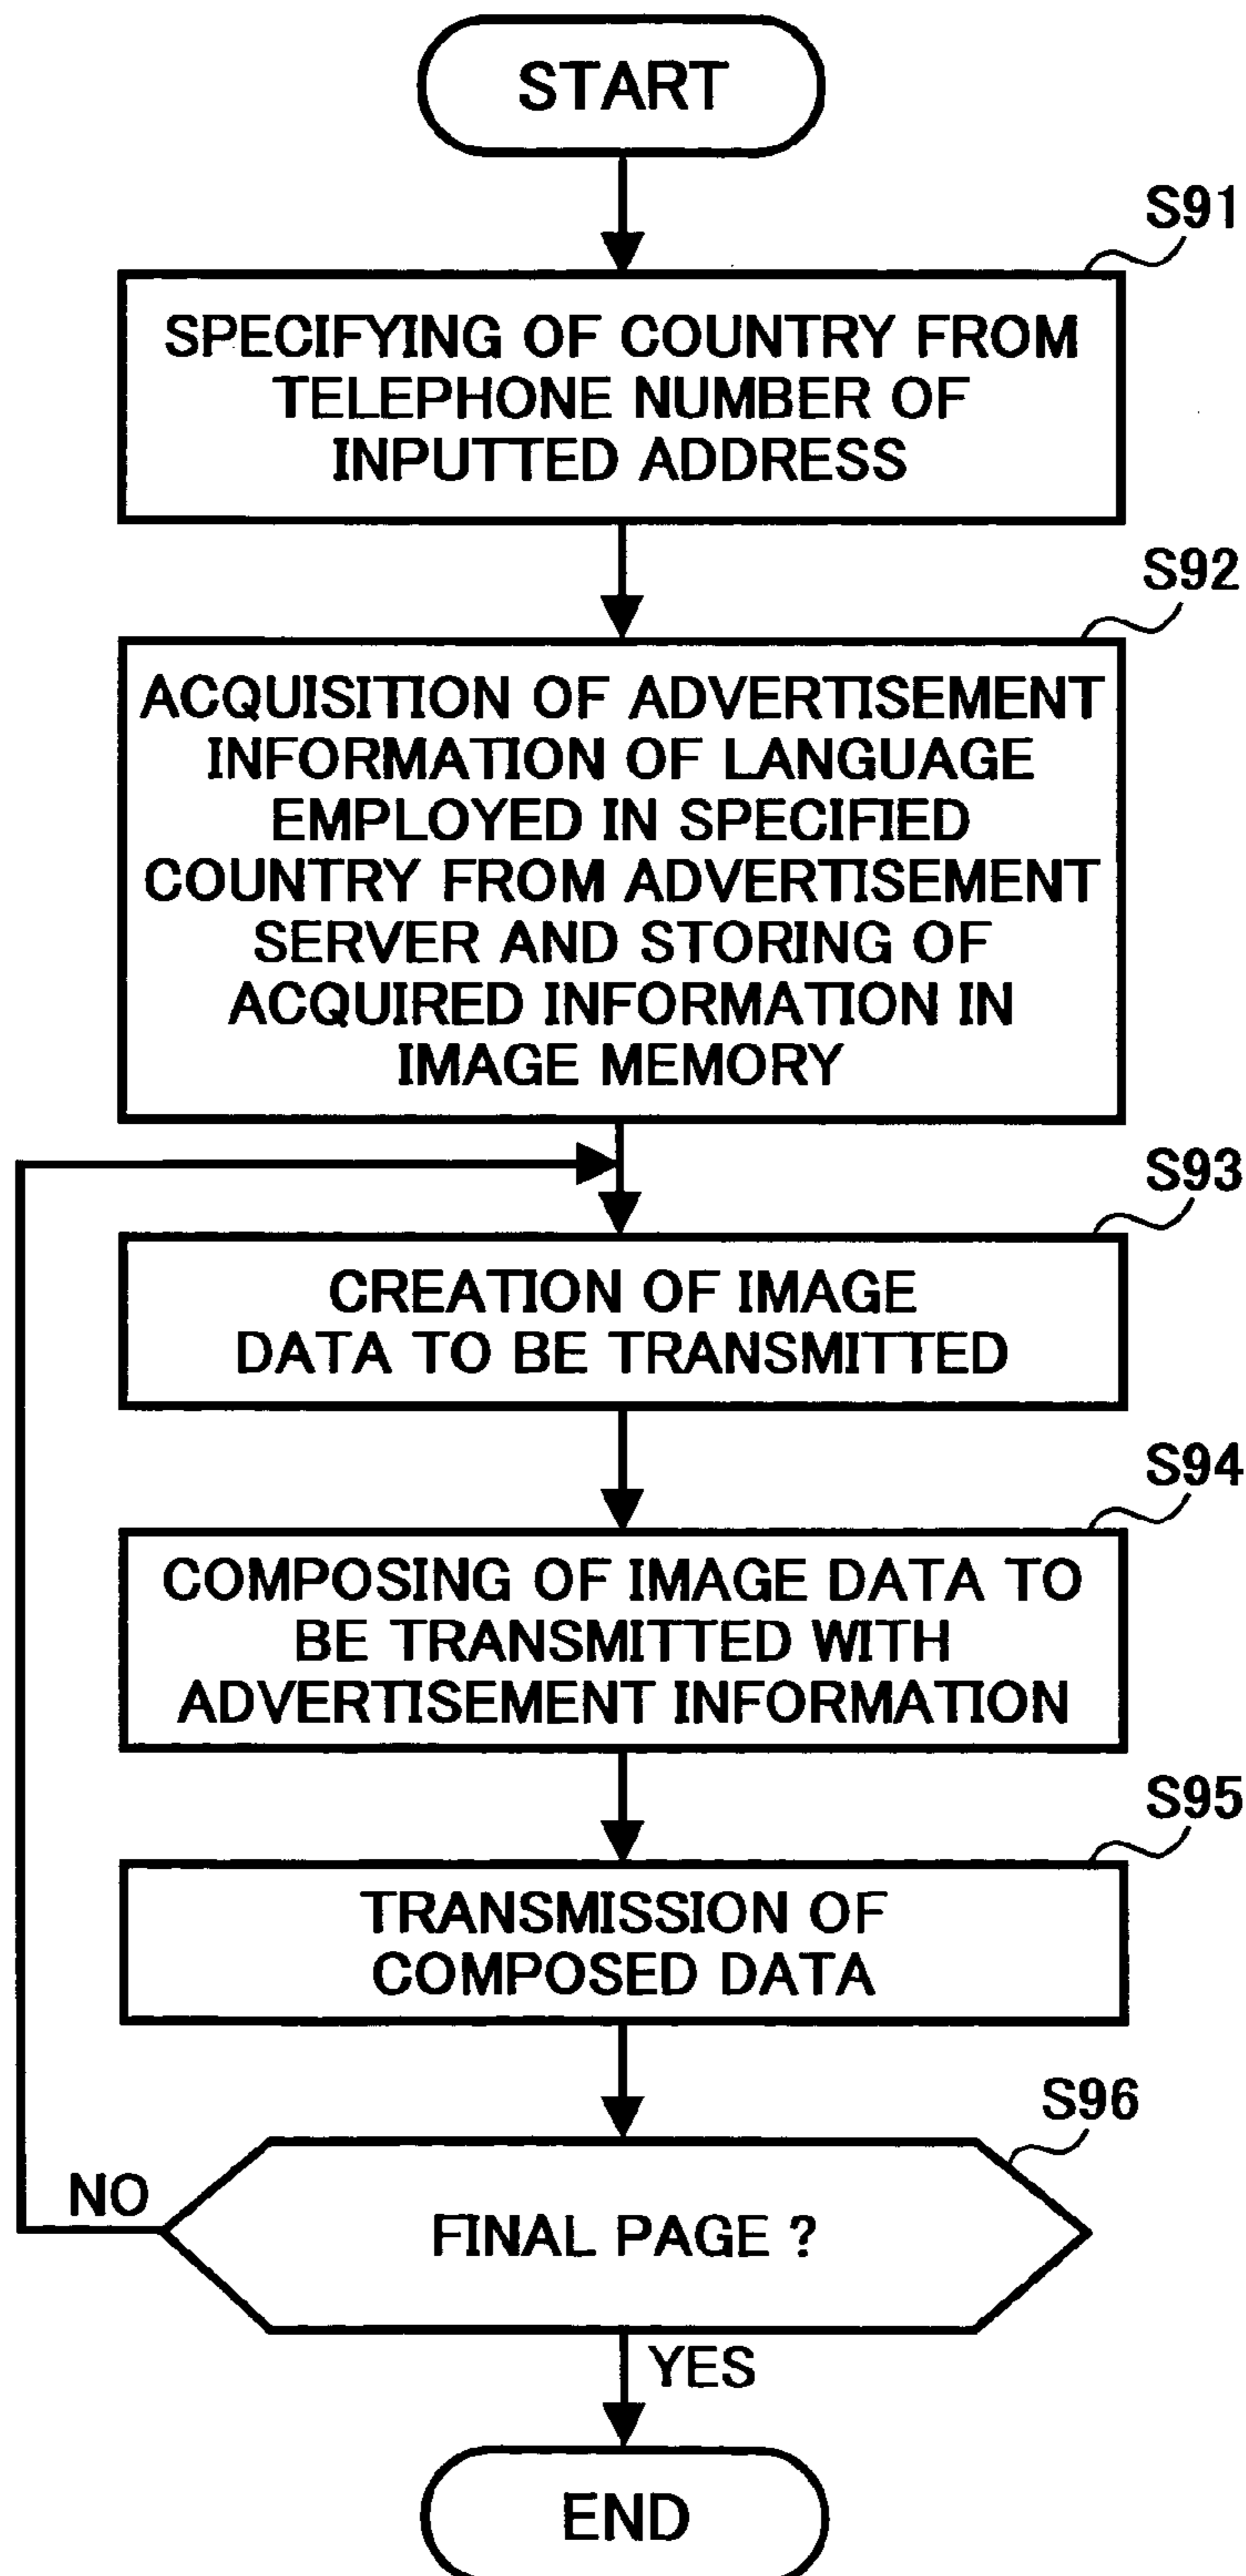 START
S91
SPECIFYING OF COUNTRY FROM
TELEPHONE NUMBER OF
INPUTTED ADDRESS
S92
ACQUISITION OF ADVERTISEMENT
INFORMATION OF LANGUAGE
EMPLOYED IN SPECIFIED
COUNTRY FROM ADVERTISEMENT
SERVER AND STORING OF
ACQUIRED INFORMATION IN
IMAGE MEMORY
S93
CREATION OF IMAGE
DATA TO BE TRANSMITTED
S94
COMPOSING OF IMAGE DATA TO
BE TRANSMITTED WITH
ADVERTISEMENT INFORMATION
S95
TRANSMISSION OF
COMPOSED DATA
S96
NO
FINAL PAGE ?
YES
END